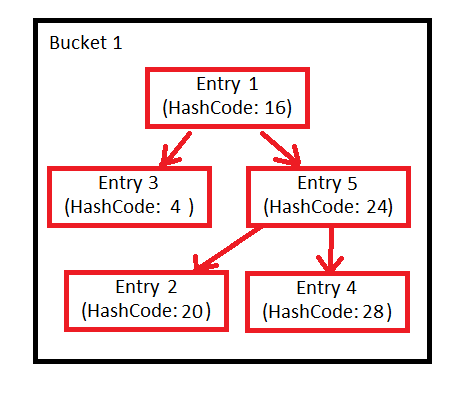 Bucket 1
Entry 1
(HashCode: 16)
Entry 3
(HashCode: 4 )
Entry 5
(HashCode: 24)
Entry 2
(HashCode: 20 )
Entry 4
(HashCode: 28 )